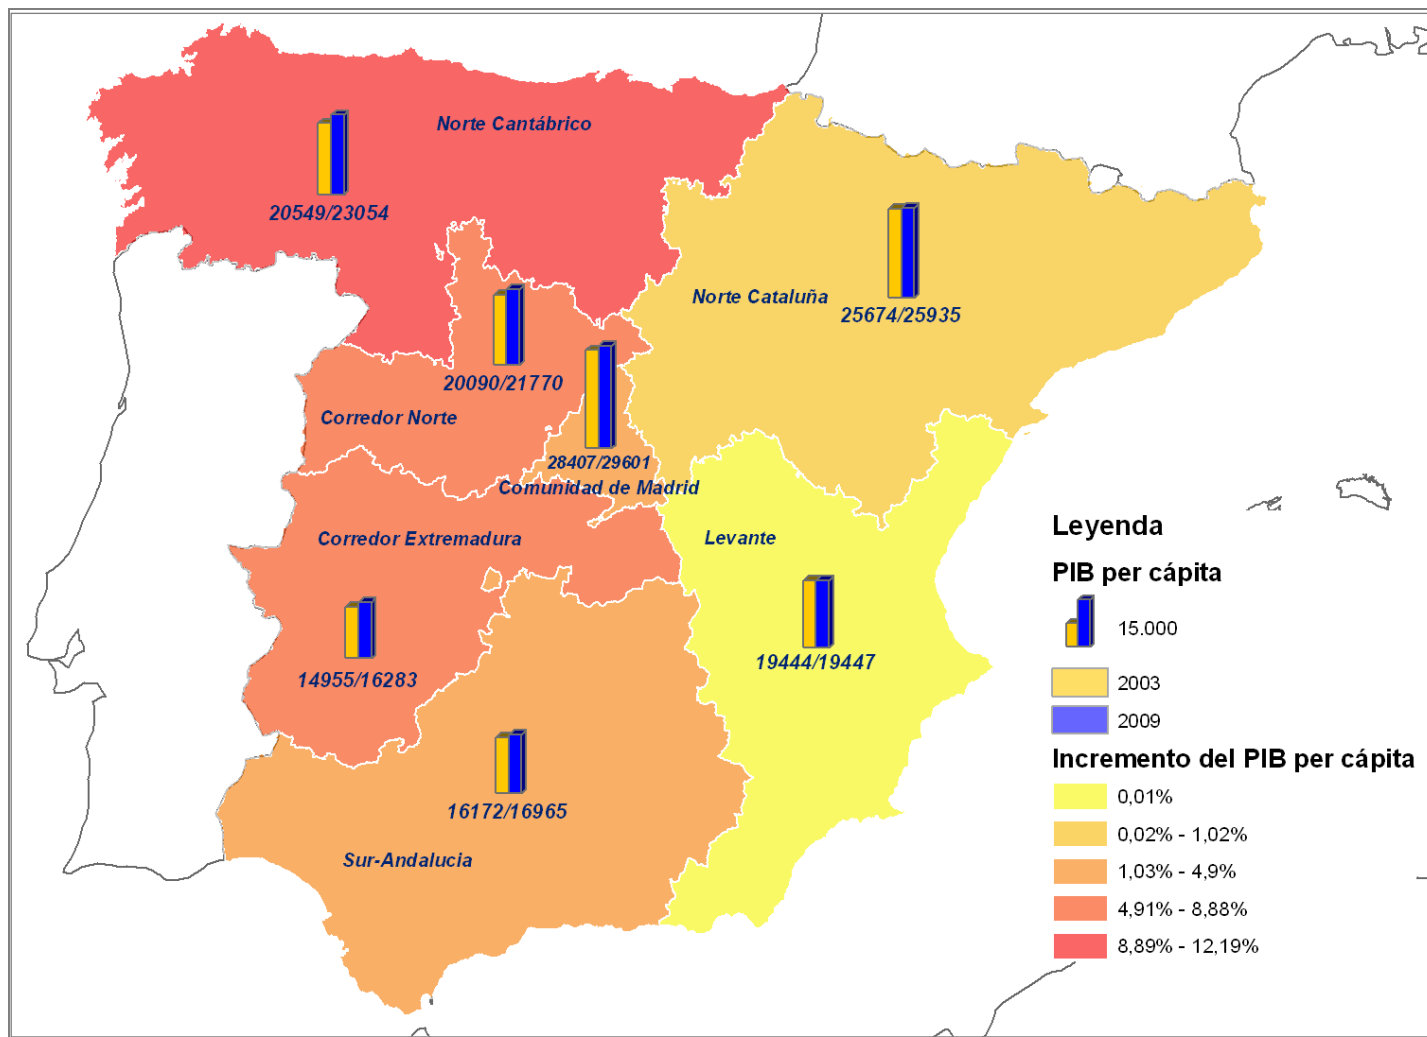 Norte Cantábrico
20549/23054
Norte Cataluña
25674/25935
20090/21770
Corredor Norte
28407/29601
Comunidad de Madrid
Corredor Extremadura
Levante
14955/16283
19444/19447
16172/16965
Sur-Andalucia
Leyenda
PIB per cápita
15.000
2003
2009
Incremento del PIB per cápita
0,01%
0,02% - 1,02%
1,03% - 4,9%
4,91% - 8,88%
8,89% - 12,19%